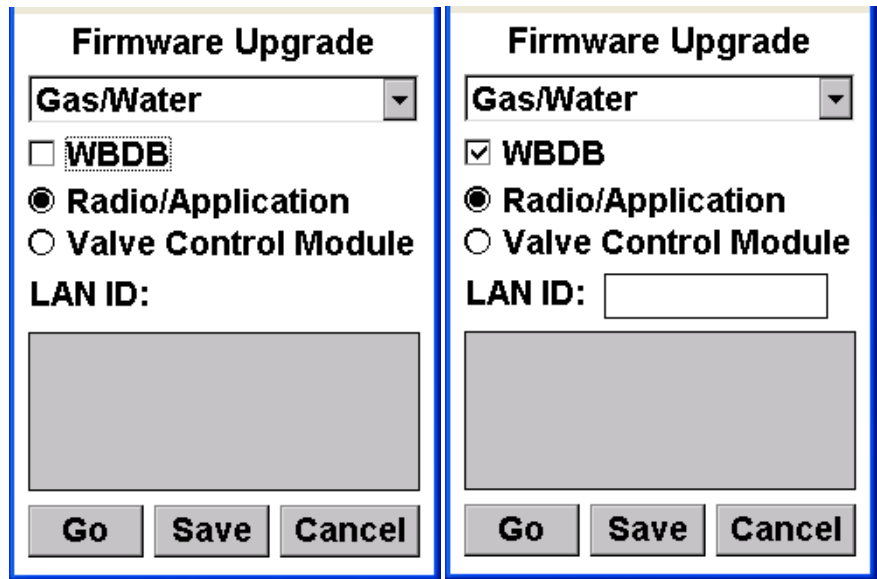 Firmware Upgrade
Gas/Water
WBDB
Radio/Application
Valve Control Module
LAN ID:
Go Save Cancel
Firmware Upgrade
Gas/Water
WBDB
Radio/Application
Valve Control Module
LAN ID:
Go Save Cancel